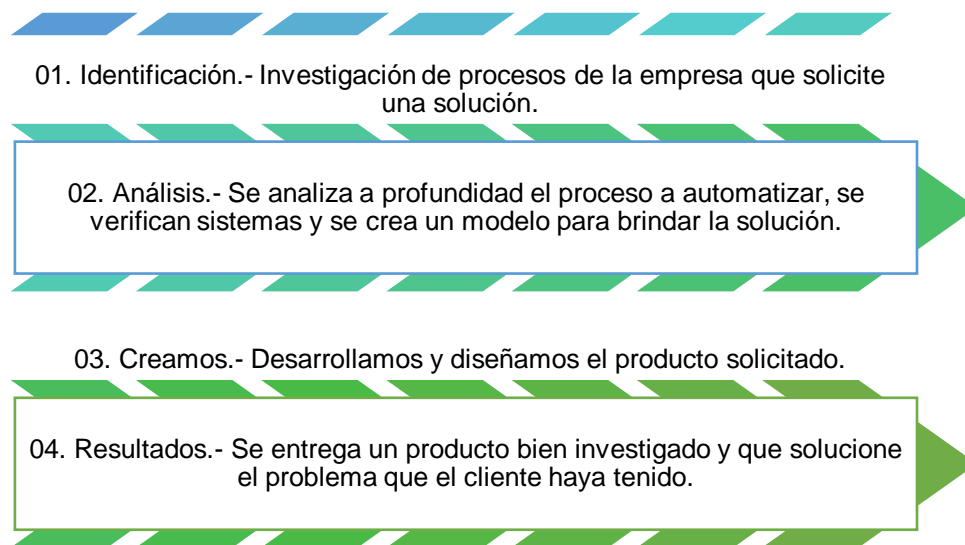 01. Identificación.- Investigación de procesos de la empresa que solicite
una solución.
02. Análisis.- Se analiza a profundidad el proceso a automatizar, se
verifican sistemas y se crea un modelo para brindar la solución.
03. Creamos.- Desarrollamos y diseñamos el producto solicitado.
04. Resultados.- Se entrega un producto bien investigado y que solucione
el problema que el cliente haya tenido.